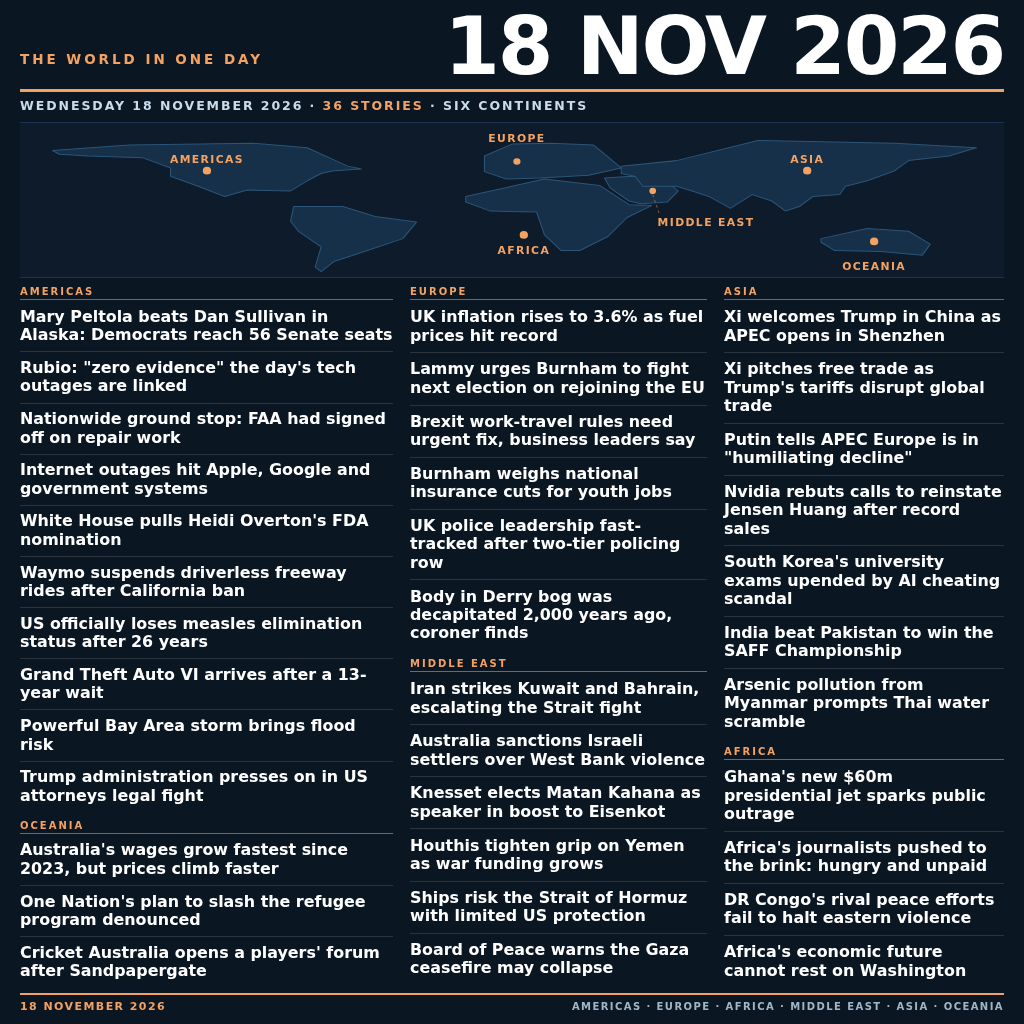 THE WORLD IN ONE DAY
18 NOV 2026
WEDNESDAY 18 NOVEMBER 2026 · 36 STORIES · SIX CONTINENTS
AMERICAS
EUROPE
ASIA
MIDDLE EAST
AFRICA
OCEANIA
AMERICAS
Mary Peltola beats Dan Sullivan in
Alaska: Democrats reach 56 Senate seats
Rubio: "zero evidence" the day's tech
outages are linked
Nationwide ground stop: FAA had signed
off on repair work
Internet outages hit Apple, Google and
government systems
White House pulls Heidi Overton's FDA
nomination
Waymo suspends driverless freeway
rides after California ban
US officially loses measles elimination
status after 26 years
Grand Theft Auto VI arrives after a 13-
year wait
Powerful Bay Area storm brings flood
risk
Trump administration presses on in US
attorneys legal fight
OCEANIA
Australia's wages grow fastest since
2023, but prices climb faster
One Nation's plan to slash the refugee
program denounced
Cricket Australia opens a players' forum
after Sandpapergate
EUROPE
UK inflation rises to 3.6% as fuel
prices hit record
Lammy urges Burnham to fight
next election on rejoining the EU
Brexit work-travel rules need
urgent fix, business leaders say
Burnham weighs national
insurance cuts for youth jobs
UK police leadership fast-
tracked after two-tier policing
row
Body in Derry bog was
decapitated 2,000 years ago,
coroner finds
MIDDLE EAST
Iran strikes Kuwait and Bahrain,
escalating the Strait fight
Australia sanctions Israeli
settlers over West Bank violence
Knesset elects Matan Kahana as
speaker in boost to Eisenkot
Houthis tighten grip on Yemen
as war funding grows
Ships risk the Strait of Hormuz
with limited US protection
Board of Peace warns the Gaza
ceasefire may collapse
ASIA
Xi welcomes Trump in China as
APEC opens in Shenzhen
Xi pitches free trade as
Trump's tariffs disrupt global
trade
Putin tells APEC Europe is in
"humiliating decline"
Nvidia rebuts calls to reinstate
Jensen Huang after record
sales
South Korea's university
exams upended by AI cheating
scandal
India beat Pakistan to win the
SAFF Championship
Arsenic pollution from
Myanmar prompts Thai water
scramble
AFRICA
Ghana's new $60m
presidential jet sparks public
outrage
Africa's journalists pushed to
the brink: hungry and unpaid
DR Congo's rival peace efforts
fail to halt eastern violence
Africa's economic future
cannot rest on Washington
18 NOVEMBER 2026
AMERICAS · EUROPE · AFRICA · MIDDLE EAST · ASIA · OCEANIA